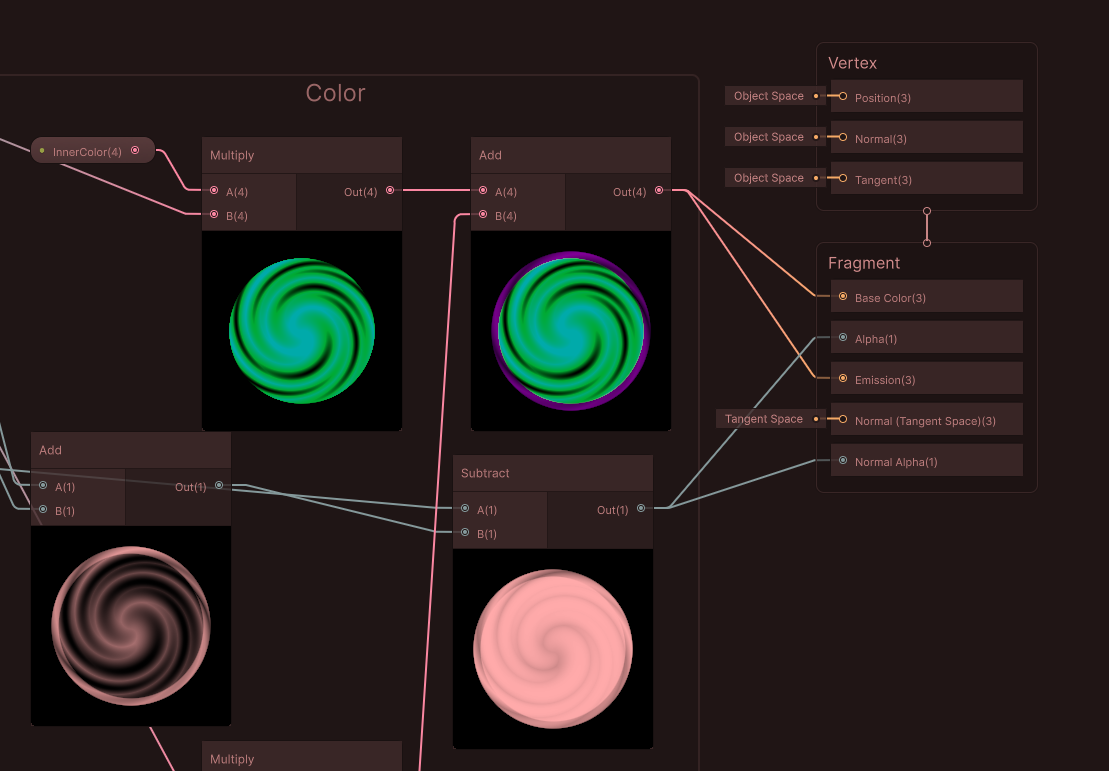 Color
InnerColor(4)
Multiply
A(4)
Out(4)
B(4)
Add
A(4)
Out(4)
B(4)
Add
A(1)
Out(1)
B(1)
Subtract
A(1)
Out(1)
B(1)
Multiply
Vertex
Object Space
Position(3)
Object Space
Normal(3)
Object Space
Tangent(3)
Fragment
Base Color(3)
Alpha(1)
Emission(3)
Tangent Space
Normal (Tangent Space)(3)
Normal Alpha(1)